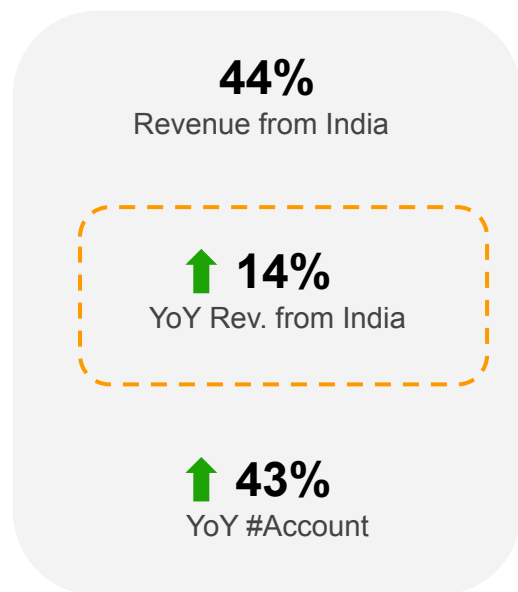 44%
Revenue from India
14%
YoY Rev. from India
43%
YoY #Account